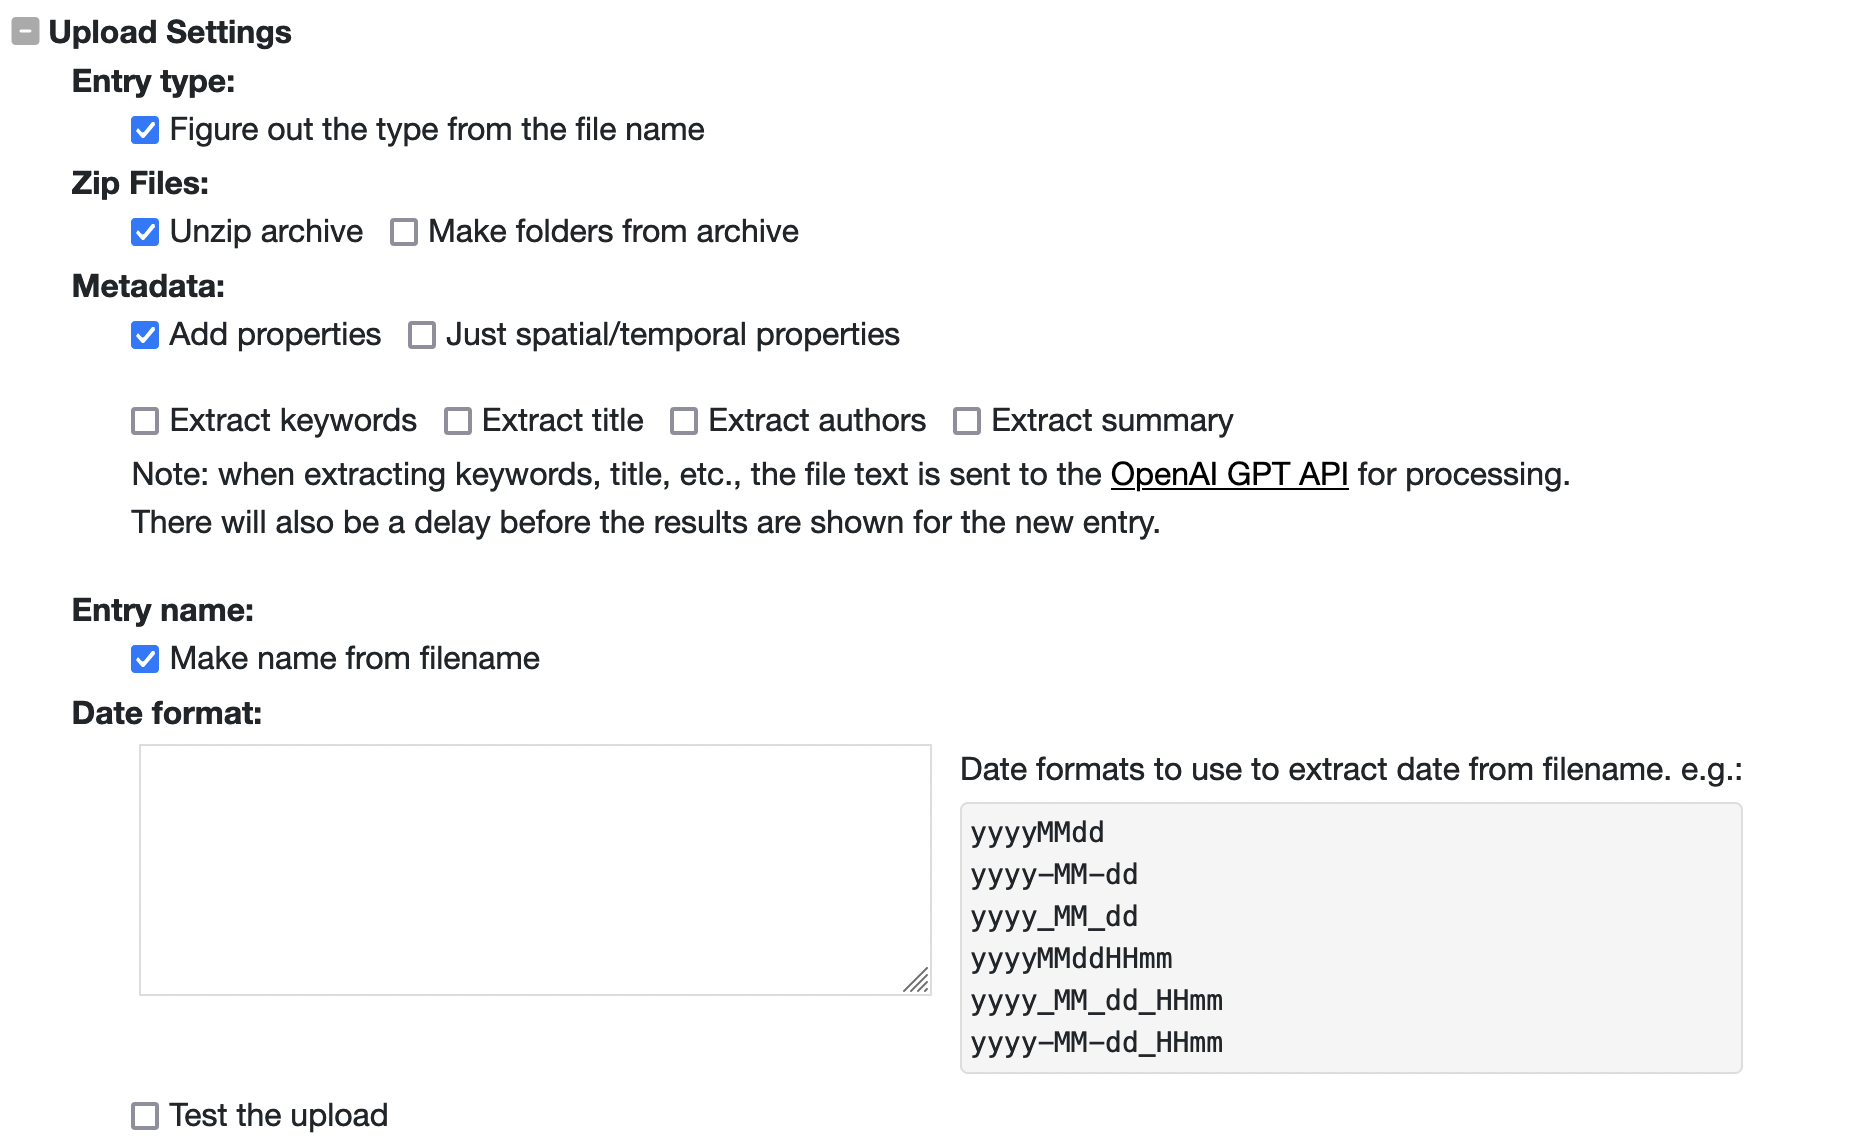 Upload Settings
Entry type:
Figure out the type from the file name
Zip Files:
Unzip archive Make folders from archive
Metadata:
Add properties Just spatial/temporal properties
Extract keywords Extract title Extract authors Extract summary
Note: when extracting keywords, title, etc., the file text is sent to the OpenAI GPT API for processing.
There will also be a delay before the results are shown for the new entry.
Entry name:
Make name from filename
Date format:
Date formats to use to extract date from filename. e.g.:
yyyyMMdd
yyyy-MM-dd
yyyy_MM_dd
yyyyMMddHHmm
yyyy_MM_dd_HHmm
yyyy-MM-dd_HHmm
Test the upload